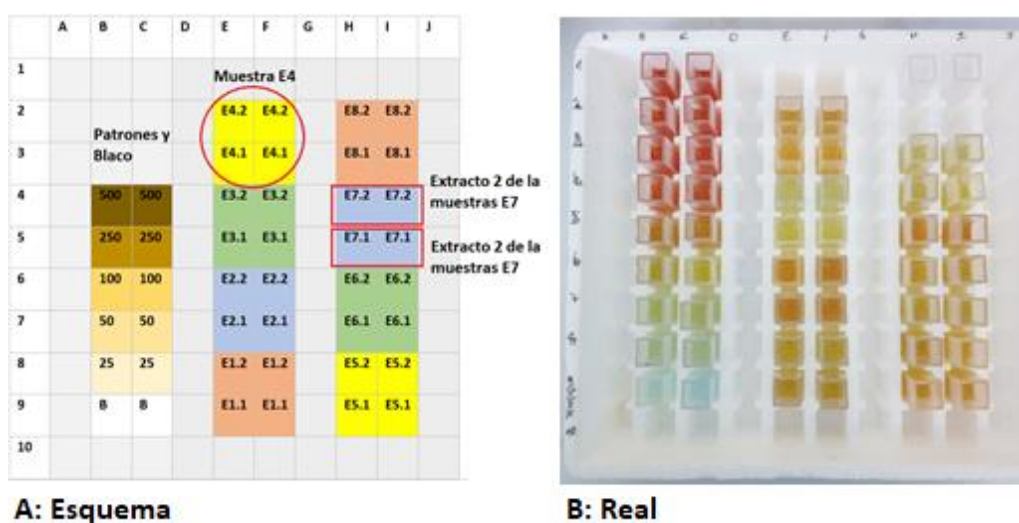 A B C D E F G H I J
1 Muestra E4
2 E4.2 E4.2 E8.2 E8.2
Patrones y
Blaco
3 E4.1 E4.1 E8.1 E8.1
Extracto 2 de la
muestras E7
4 500 500 E3.2 E3.2 E7.2 E7.2
5 250 250 E3.1 E3.1 E7.1 E7.1
Extracto 2 de la
muestras E7
6 100 100 E2.2 E2.2 E6.2 E6.2
7 50 50 E2.1 E2.1 E6.1 E6.1
8 25 25 E1.2 E1.2 E5.2 E5.2
9 B B E1.1 E1.1 E5.1 E5.1
10
A: Esquema
B: Real